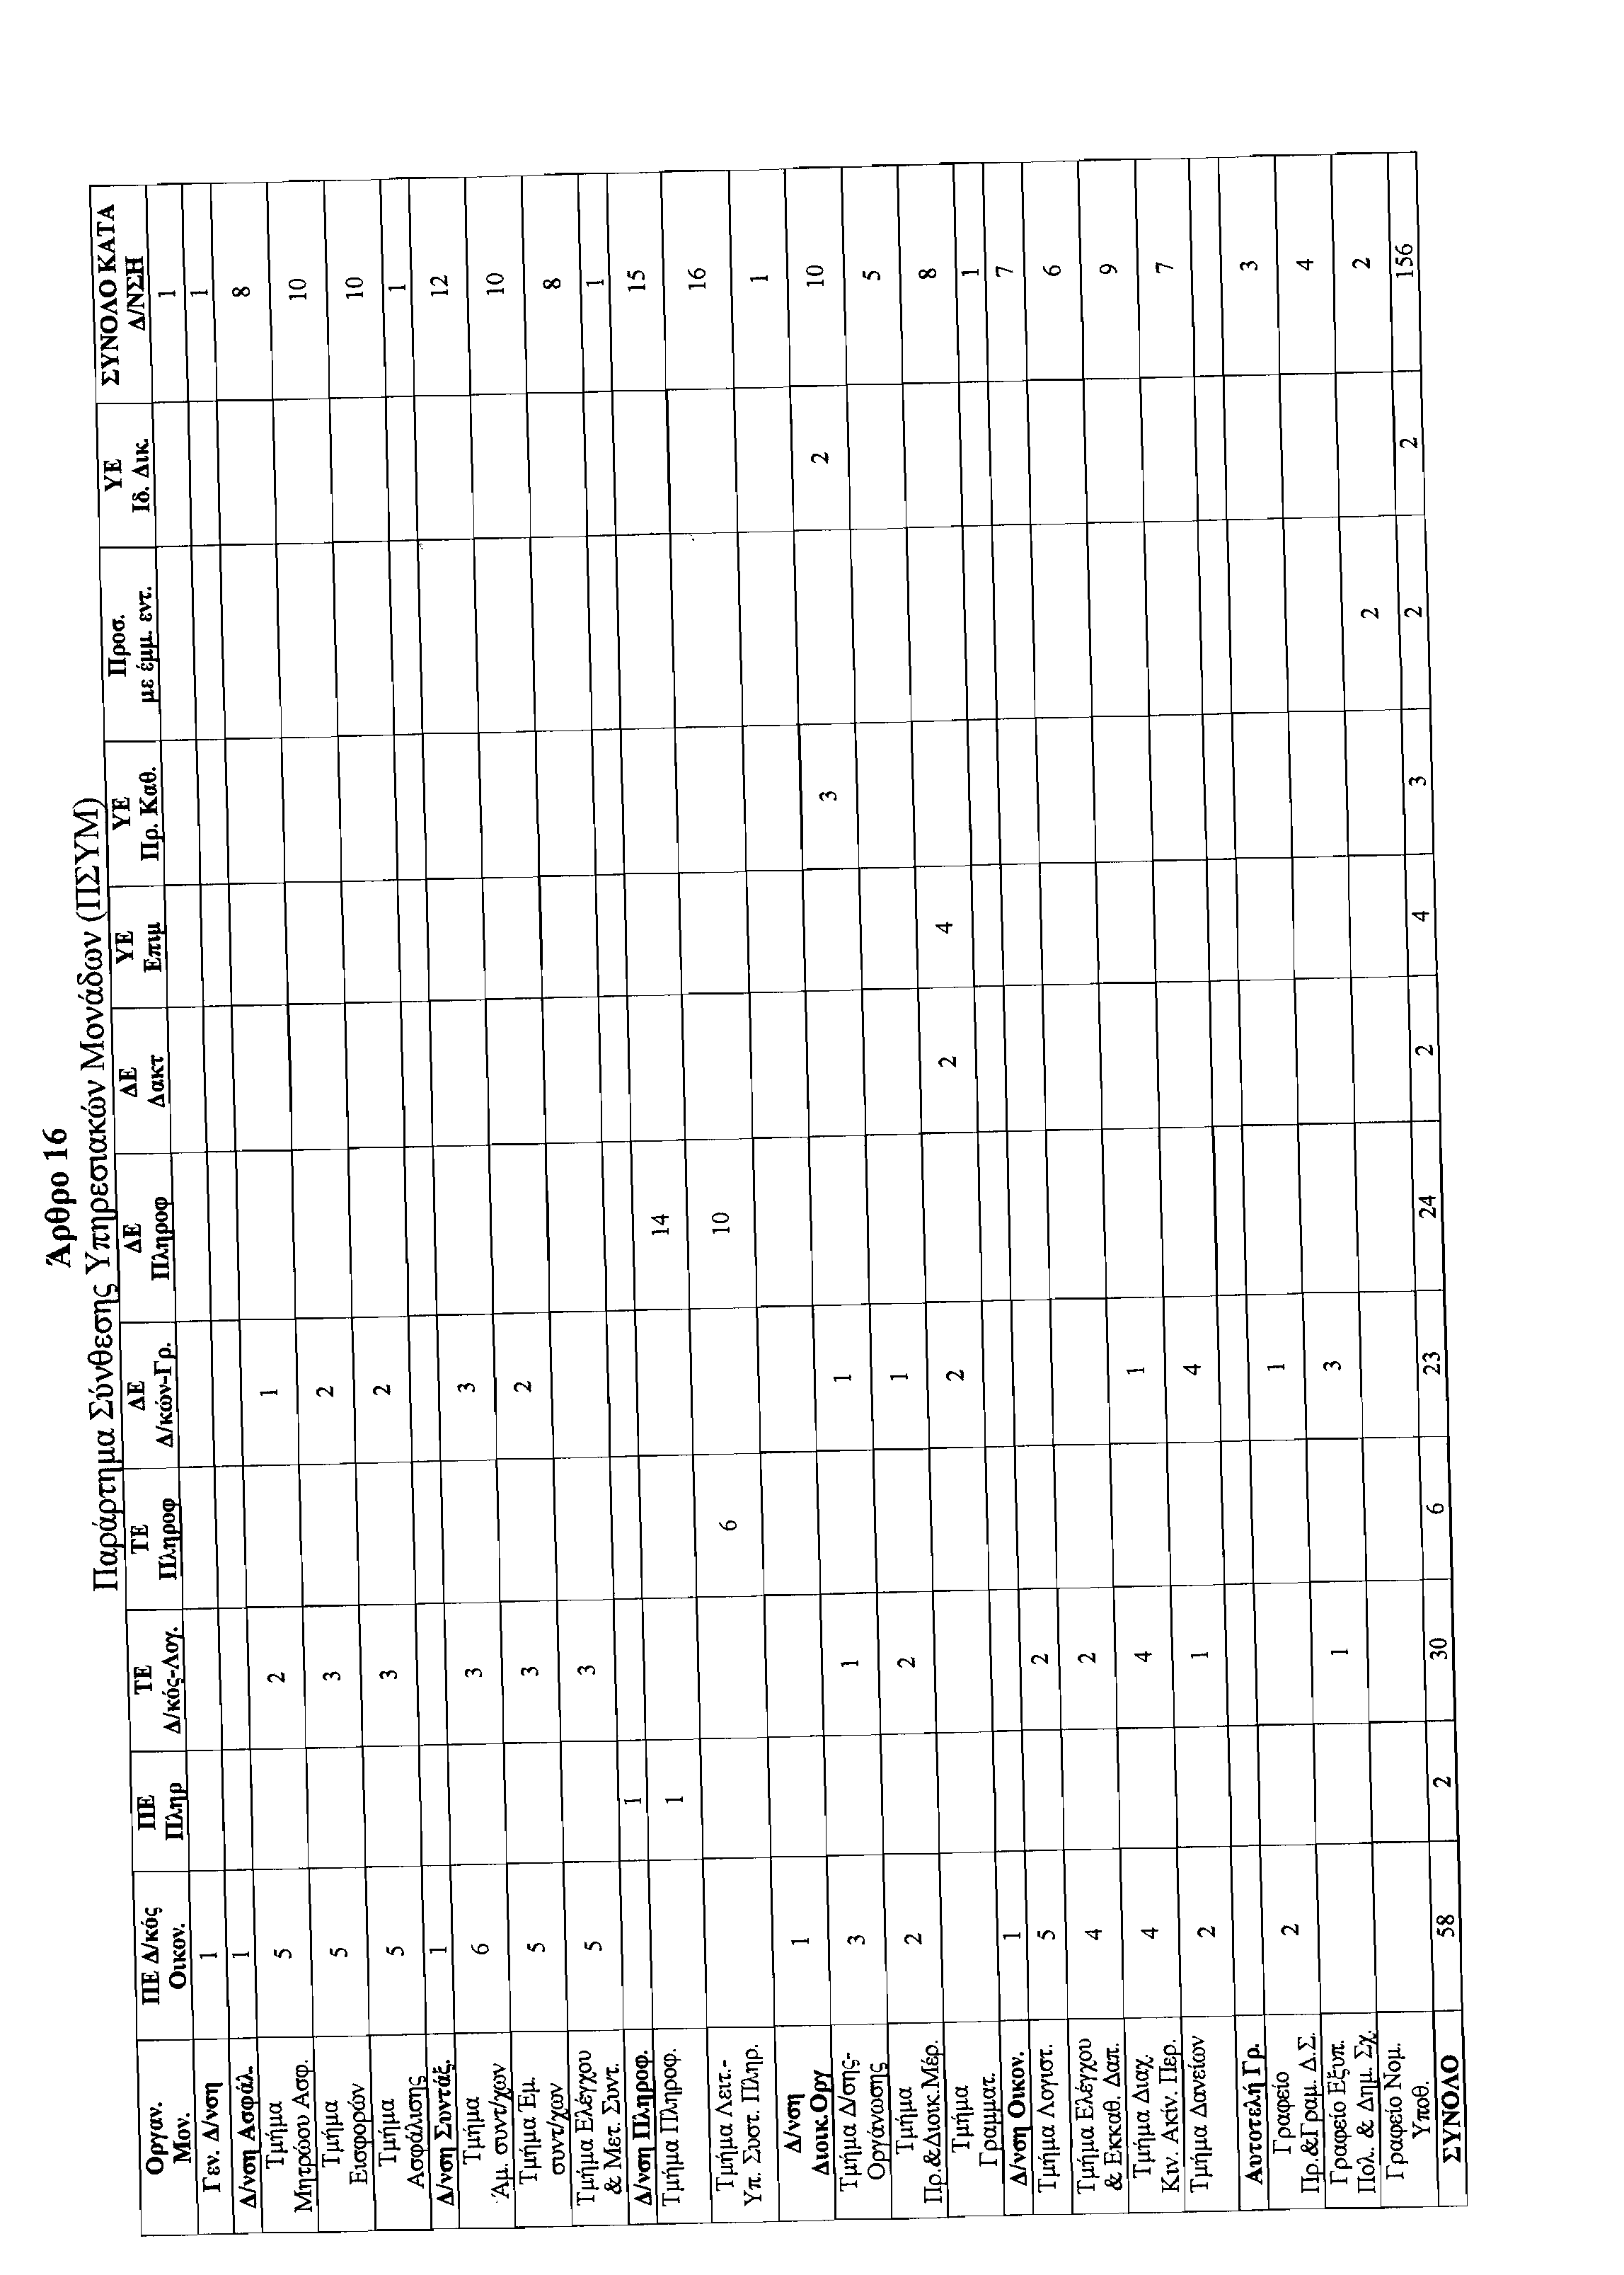 Άρθρο 16
Παράρτημα Σύνθεσης Υπηρεσιακών Μονάδων (ΠΣΥΜ)
Οργαν. ΠΕ Δ/κός ΠΕ ΤΕ ΤΕ ΔΕ ΔΕ ΔΕ ΥΕ ΥΕ Προσ. ΥΕ ΣΥΝΟΛΟ ΚΑΤΑ
Μον. Οικον. Πληρ Δ/κός-Λογ. Πληροφ Δ/κών-Γρ. Πληροφ Δακτ Επιμ Πρ. Καθ. με έμμ. εντ. Ιδ. Δικ. Δ/ΝΣΗ
Γεν. Δ/νση 1 1
Δ/νση Ασφάλ. 1 1
Τμήμα
Μητρώου Ασφ. 5 2 1 8
Τμήμα
Εισφορών 5 3 2 10
Τμήμα
Ασφάλισης 5 3 2 10
Δ/νση Συντάξ. 1 1
Τμήμα
Άμ. συντ/χων 6 3 3 12
Τμήμα Εμ.
συντ/χον 5 3 2 10
Τμήμα Ελέγχου
& Μετ. Συντ. 5 3 8
Δ/νση Πληροφ. 1 1
Τμήμα Πληροφ. 1 14 15
Τμήμα Λειτ.-
Υπ. Συστ. Πληρ. 6 10 16
Δ/νση
Διοικ.Οργ 1 1
Τμήμα Δ/σης-
Οργάνωσης 3 1 1 3 2 10
Τμήμα
Πρ.&Διοικ.Μέρ. 2 2 1 5
Τμήμα
Γραμματ. 2 2 4 8
Δ/νση Οικον. 1 1
Τμήμα Λογιστ. 5 2 7
Τμήμα Ελέγχου
& Εκκαθ. Δαπ. 4 2 6
Τμήμα Διαχ.
Κιν. Ακίν. Περ. 4 4 1 9
Τμήμα Δανείων 2 1 4 7
Αυτοτελή Γρ.
Γραφείο
Πρ.&Γραμ. Δ.Σ. 2 1 3
Γραφείο Εξυπ.
Πολ. & Δημ. Σχ. 1 3 4
Γραφείο Νομ.
Υποθ. 2 2
ΣΥΝΟΛΟ 58 2 30 6 23 24 2 4 3 2 2 156